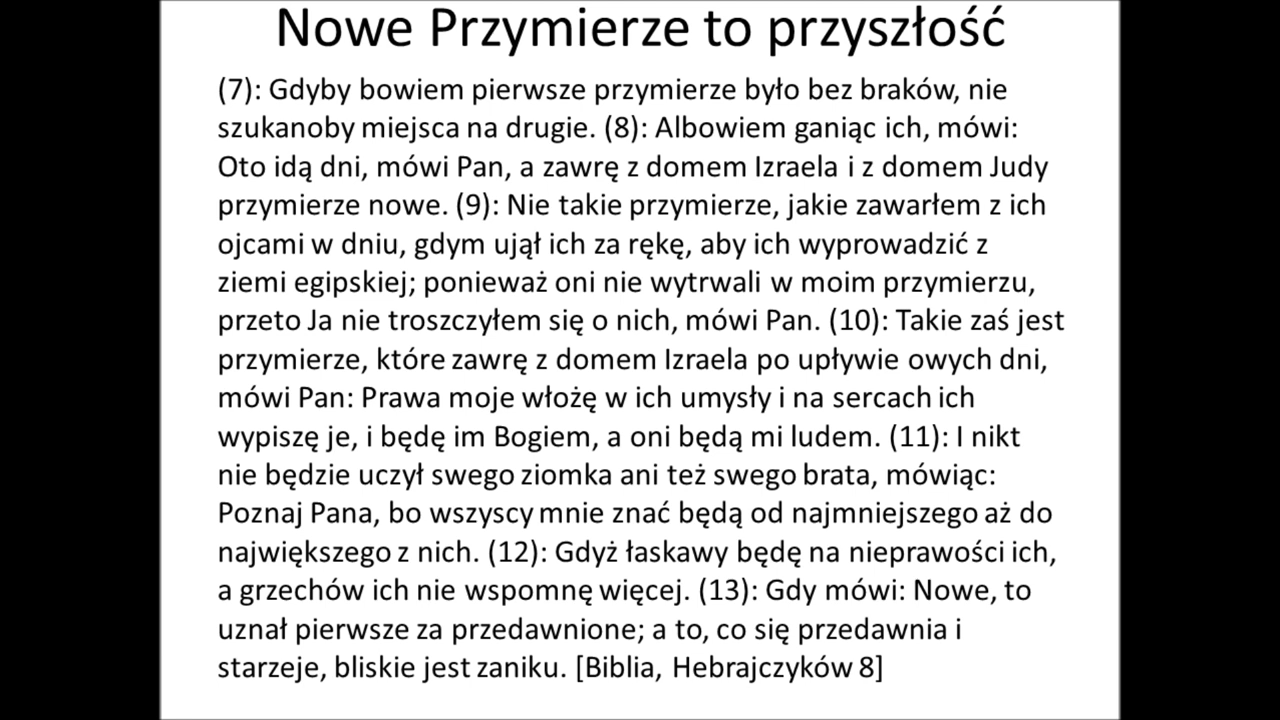 Nowe Przymierze to przyszłość
(7): Gdyby bowiem pierwsze przymierze było bez braków, nie
szukanoby miejsca na drugie. (8): Albowiem ganiąc ich, mówi:
Oto idą dni, mówi Pan, a zawrę z domem Izraela i z domem Judy
przymierze nowe. (9): Nie takie przymierze, jakie zawarłem z ich
ojcami w dniu, gdym ujął ich za rękę, aby ich wyprowadzić z
ziemi egipskiej; ponieważ oni nie wytrwali w moim przymierzu,
przeto Ja nie troszczyłem się o nich, mówi Pan. (10): Takie zaś jest
przymierze, które zawrę z domem Izraela po upływie owych dni,
mówi Pan: Prawa moje włożę w ich umysły i na sercach ich
wypiszę je, i będę im Bogiem, a oni będą mi ludem. (11): I nikt
nie będzie uczył swego ziomka ani też swego brata, mówiąc:
Poznaj Pana, bo wszyscy mnie znać będą od najmniejszego aż do
największego z nich. (12): Gdyż łaskawy będę na nieprawości ich,
a grzechów ich nie wspomnę więcej. (13): Gdy mówi: Nowe, to
uznał pierwsze za przedawnione; a to, co się przedawnia i
starzeje, bliskie jest zaniku. [Biblia, Hebrajczyków 8]